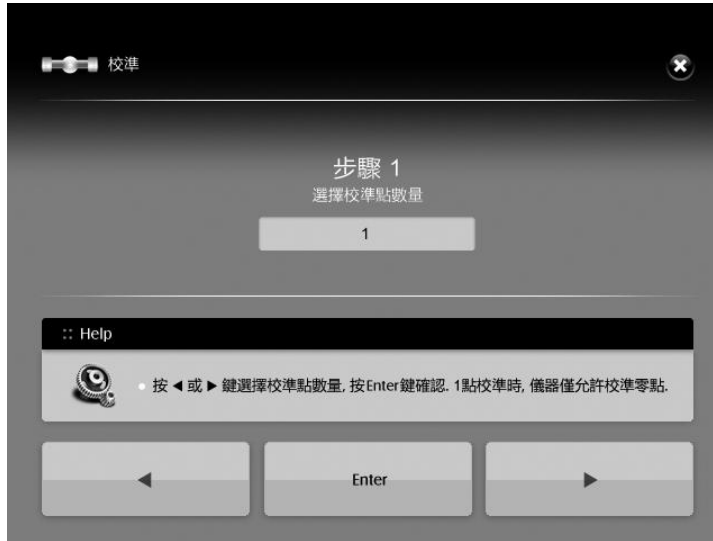 校準
步驟 1
選擇校準點數量
1
:: Help
按 ◄ 或 ► 鍵選擇校準點數量, 按Enter鍵確認. 1點校準時, 儀器僅允許校準零點.
◄
Enter
►